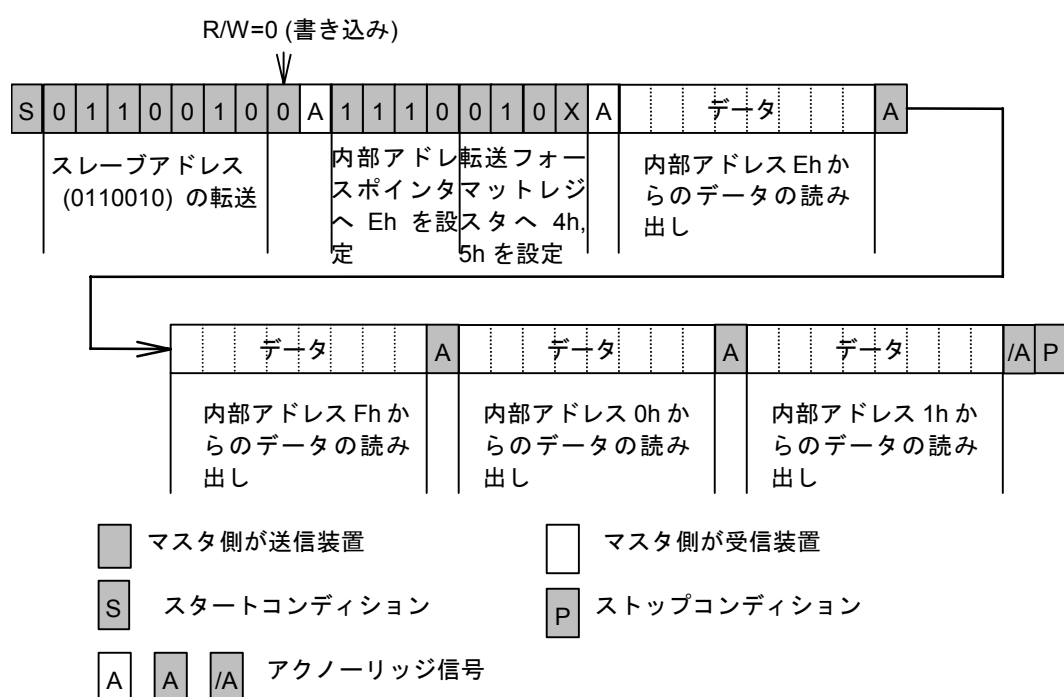 R/W=0 (書き込み)
S 0 1 1 0 0 1 0 0 A 1 1 1 0 0 1 0 X A データ A
スレーブアドレス
(0110010) の転送
内部アドレ
スポインタ
へ Eh を設
定
転送フォー
マットレジ
スタへ 4h,
5h を設定
内部アドレス Eh か
らのデータの読み
出し
データ A データ A データ /A P
内部アドレス Fh か
らのデータの読み
出し
内部アドレス 0h か
らのデータの読み
出し
内部アドレス 1h か
らのデータの読み
出し
マスタ側が送信装置
マスタ側が受信装置
S スタートコンディション
P ストップコンディション
A A /A アクノーリッジ信号